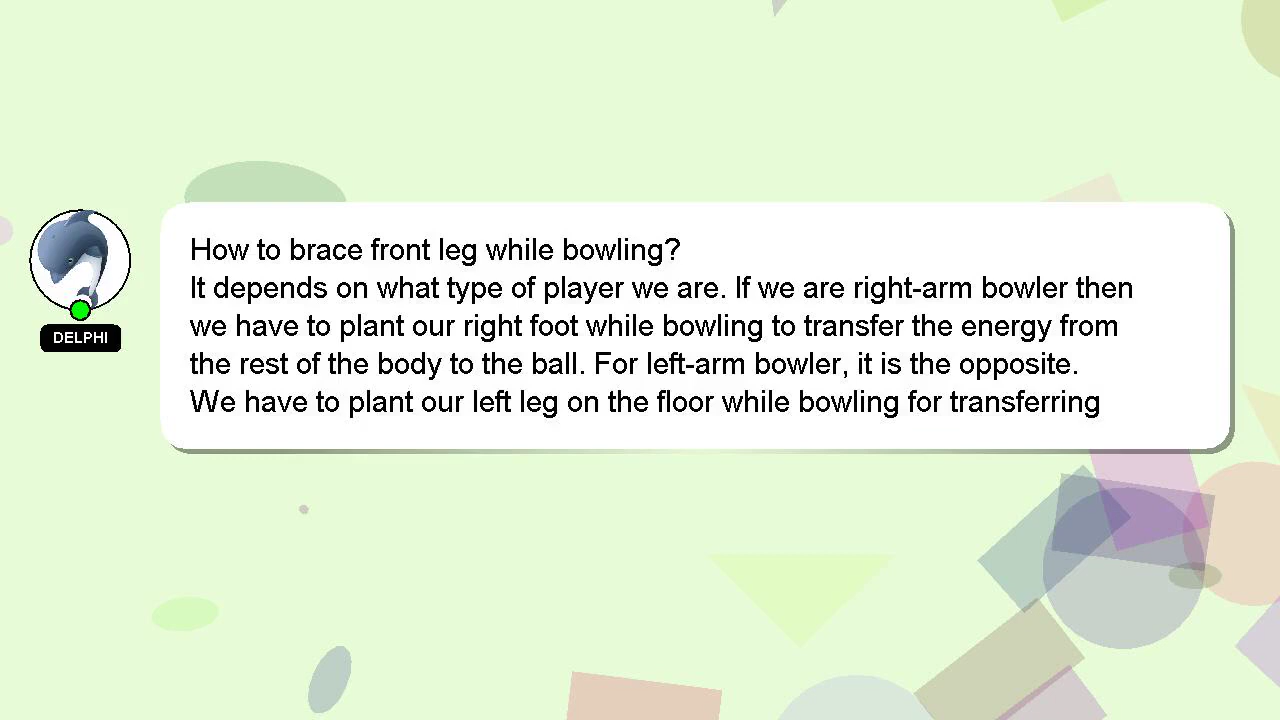 How to brace front leg while bowling?
It depends on what type of player we are. If we are right-arm bowler then
we have to plant our right foot while bowling to transfer the energy from
the rest of the body to the ball. For left-arm bowler, it is the opposite.
We have to plant our left leg on the floor while bowling for transferring
DELPHI